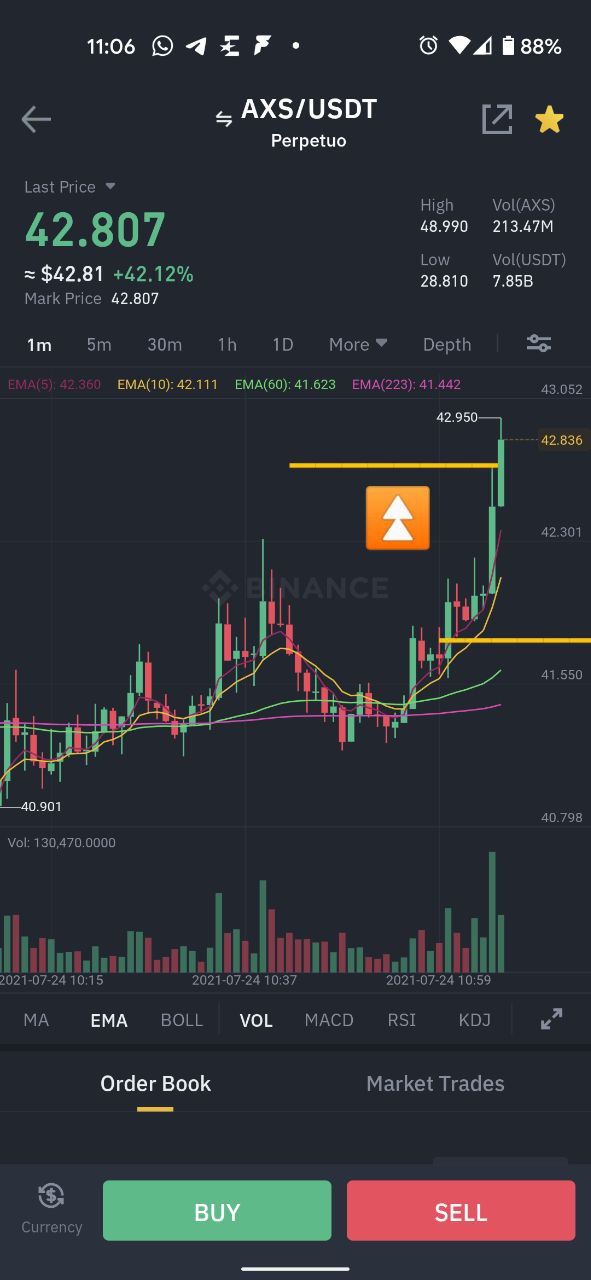 11:06
88%
AXS/USDT
Perpetuo
Last Price
42.807
≈ $42.81 +42.12%
Mark Price 42.807
High
48.990
Vol(AXS)
213.47M
Low
28.810
Vol(USDT)
7.85B
1m 5m 30m 1h 1D More Depth
EMA(5): 42.360 EMA(10): 42.111 EMA(60): 41.623 EMA(223): 41.442
43.052
42.950
42.836
42.301
BINANCE
41.550
40.901
40.798
Vol: 130,470.0000
2021-07-24 10:15 2021-07-24 10:37 2021-07-24 10:59
MA EMA BOLL VOL MACD RSI KDJ
Order Book Market Trades
Currency
BUY
SELL